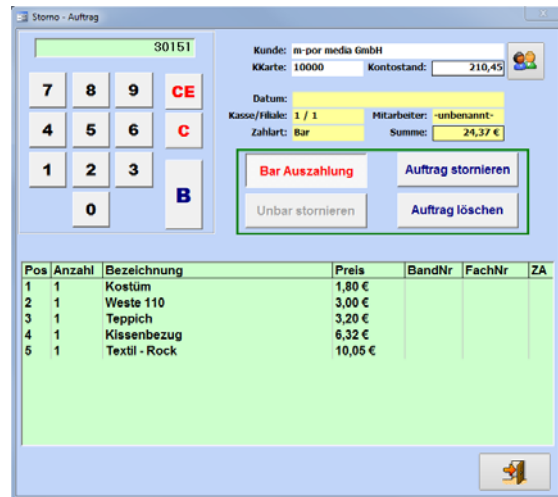 Storno - Auftrag
30151
7 8 9 CE
4 5 6 C
1 2 3 B
0
Kunde: m-por media GmbH
KKarte: 10000 Kontostand: 210,45
Datum:
Kasse/Filiale: 1 / 1 Mitarbeiter: -unbenannt-
Zahlart: Bar Summe: 24,37 €
Bar Auszahlung Auftrag stornieren
Unbar stornieren Auftrag löschen
Pos Anzahl Bezeichnung Preis BandNr FachNr ZA
1 1 Kostüm 1,80 €
2 1 Weste 110 3,00 €
3 1 Teppich 3,20 €
4 1 Kissenbezug 6,32 €
5 1 Textil - Rock 10,05 €